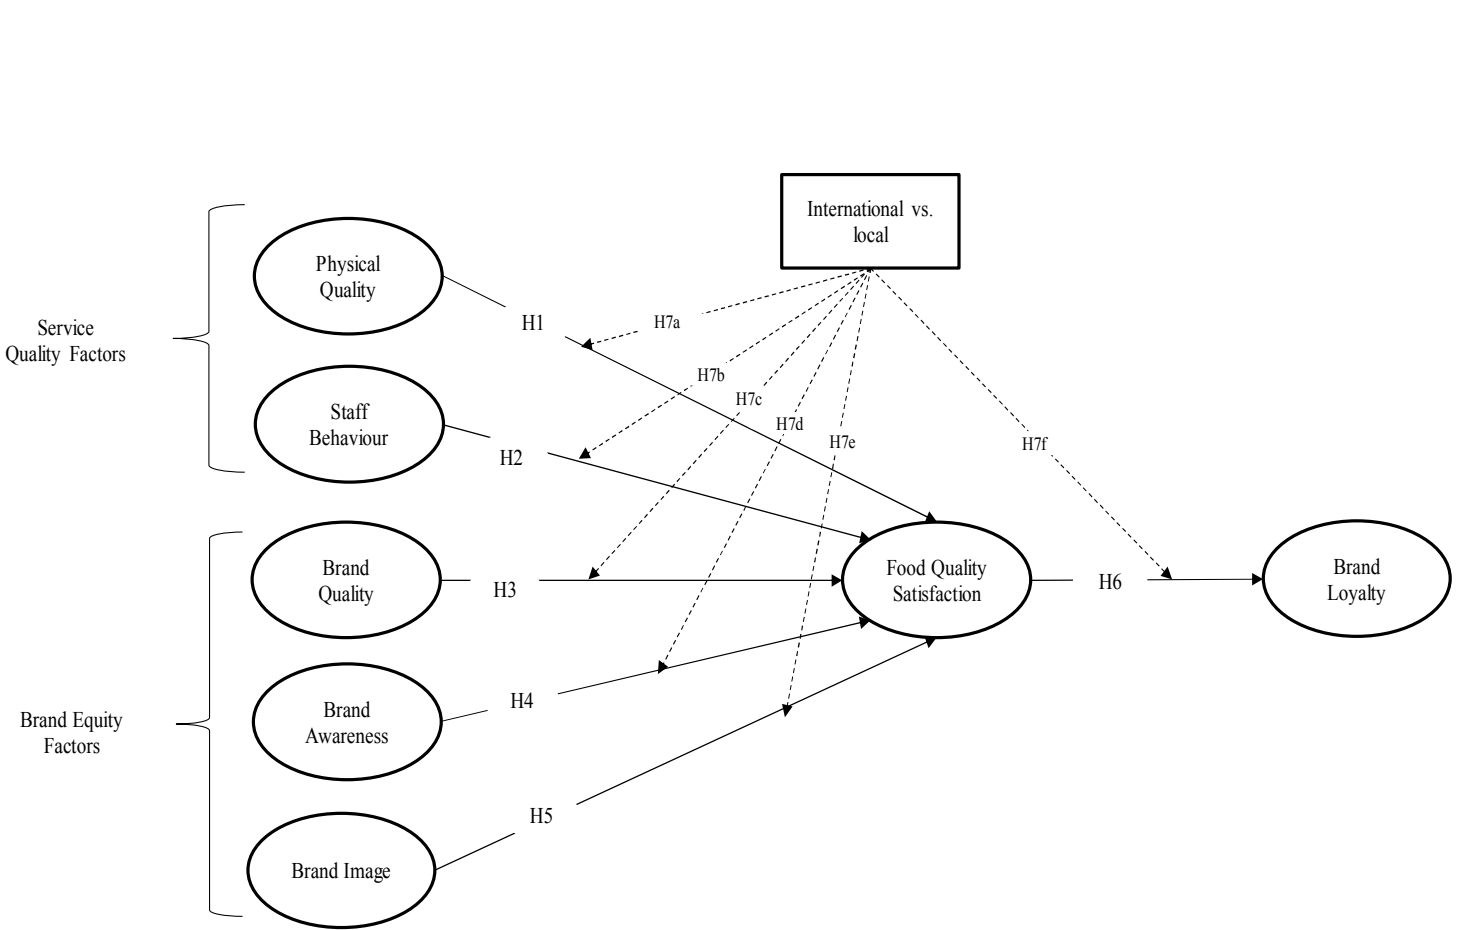 International vs.
local
Physical
Quality
H1
H7a
Service
Quality Factors
H7b
H7c
Staff
Behaviour
H7d
H7e
H7f
H2
Brand
Quality
H3
Food Quality
Satisfaction
H6
Brand
Loyalty
Brand Equity
Factors
Brand
Awareness
H4
H5
Brand Image